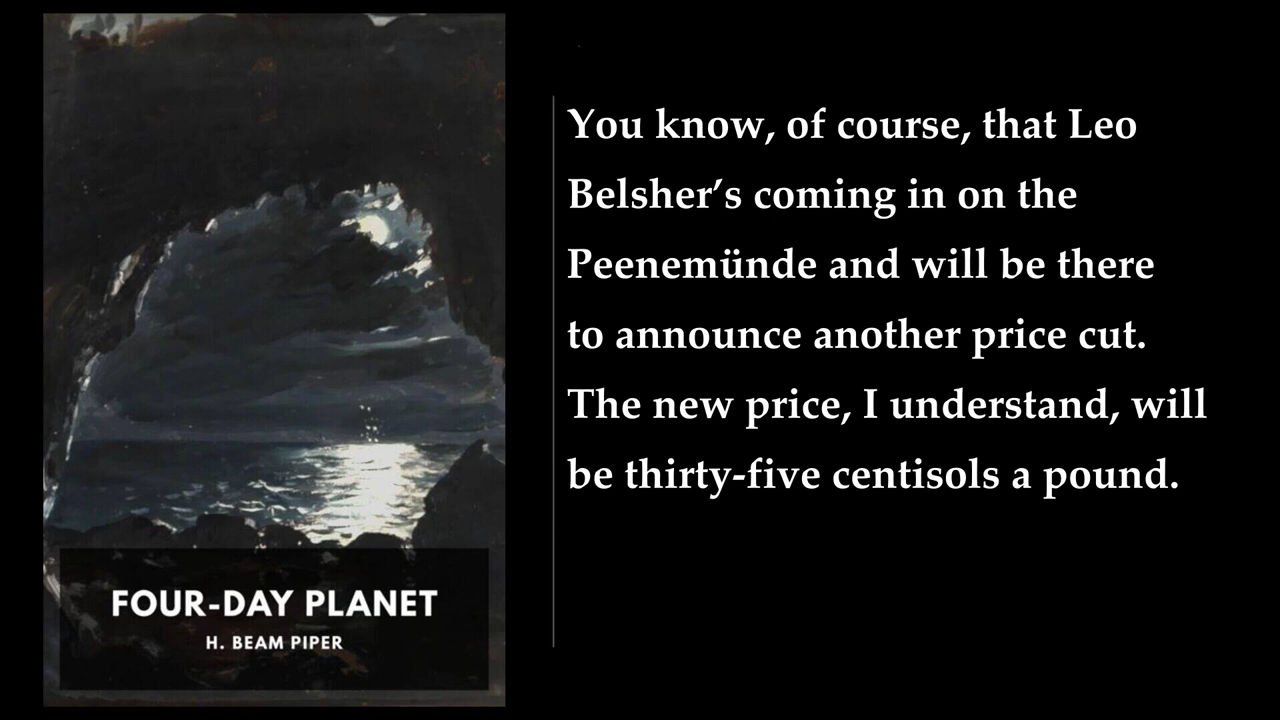 FOUR-DAY PLANET
H. BEAM PIPER
You know, of course, that Leo
Belsher’s coming in on the
Peenemünde and will be there
to announce another price cut.
The new price, I understand, will
be thirty-five centisols a pound.